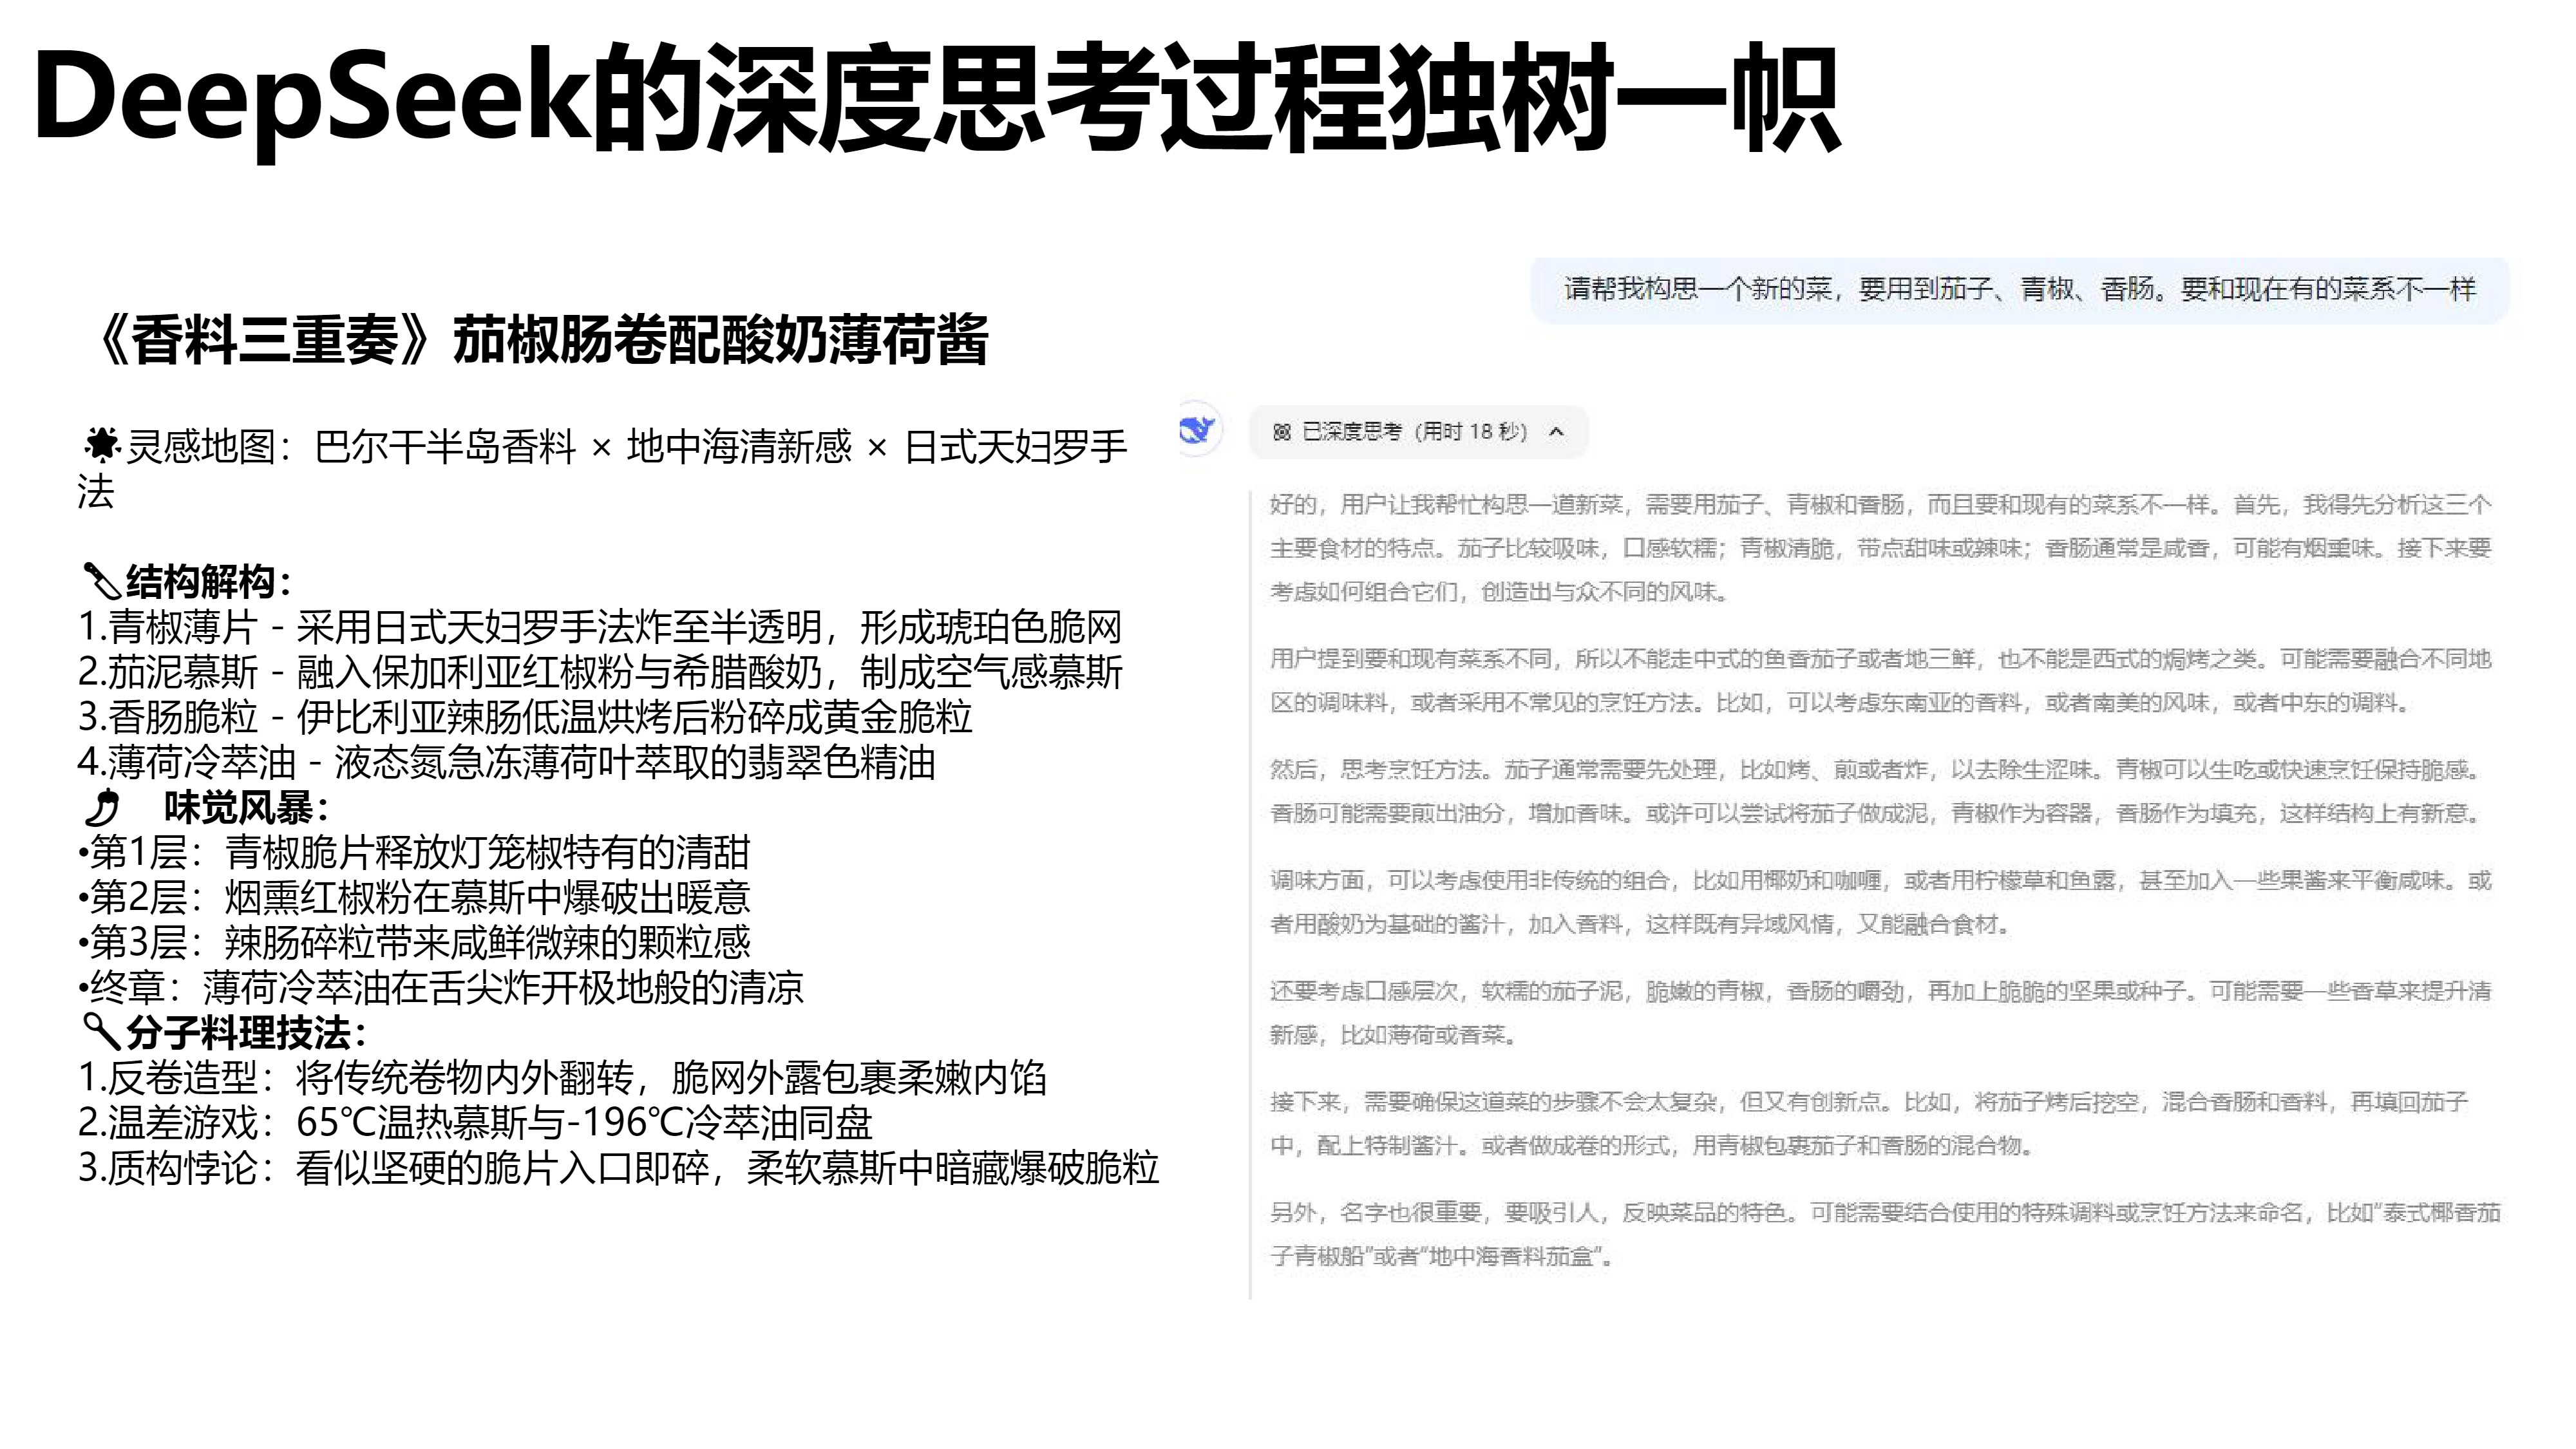 DeepSeek的深度思考过程独树一帜
《香料三重奏》茄椒肠卷配酸奶薄荷酱
灵感地图：巴尔干半岛香料 × 地中海清新感 × 日式天妇罗手
法
结构解构：
1.青椒薄片 - 采用日式天妇罗手法炸至半透明，形成琥珀色脆网
2.茄泥慕斯 - 融入保加利亚红椒粉与希腊酸奶，制成空气感慕斯
3.香肠脆粒 - 伊比利亚辣肠低温烘烤后粉碎成黄金脆粒
4.薄荷冷萃油 - 液态氮急冻薄荷叶萃取的翡翠色精油
味觉风暴：
•第1层：青椒脆片释放灯笼椒特有的清甜
•第2层：烟熏红椒粉在慕斯中爆破出暖意
•第3层：辣肠碎粒带来咸鲜微辣的颗粒感
•终章：薄荷冷萃油在舌尖炸开极地般的清凉
分子料理技法：
1.反卷造型：将传统卷物内外翻转，脆网外露包裹柔嫩内馅
2.温差游戏：65℃温热慕斯与-196℃冷萃油同盘
3.质构悖论：看似坚硬的脆片入口即碎，柔软慕斯中暗藏爆破脆粒
请帮我构思一个新的菜，要用到茄子、青椒、香肠。要和现在有的菜系不一样
已深度思考（用时 18 秒）
好的，用户让我帮忙构思一道新菜，需要用茄子、青椒和香肠，而且要和现有的菜系不一样。首先，我得先分析这三个
主要食材的特点。茄子比较吸味，口感软糯；青椒清脆，带点甜味或辣味；香肠通常是咸香，可能有烟熏味。接下来要
考虑如何组合它们，创造出与众不同的风味。
用户提到要和现有菜系不同，所以不能走中式的鱼香茄子或者地三鲜，也不能是西式的焗烤之类。可能需要融合不同地
区的调味料，或者采用不常见的烹饪方法。比如，可以考虑东南亚的香料，或者南美的风味，或者中东的调料。
然后，思考烹饪方法。茄子通常需要先处理，比如烤、煎或者炸，以去除生涩味。青椒可以生吃或快速烹饪保持脆感。
香肠可能需要煎出油分，增加香味。或许可以尝试将茄子做成泥，青椒作为容器，香肠作为填充，这样结构上有新意。
调味方面，可以考虑使用非传统的组合，比如用椰奶和咖喱，或者用柠檬草和鱼露，甚至加入一些果酱来平衡咸味。或
者用酸奶为基础的酱汁，加入香料，这样既有异域风情，又能融合食材。
还要考虑口感层次，软糯的茄子泥，脆嫩的青椒，香肠的嚼劲，再加上脆脆的坚果或种子。可能需要一些香草来提升清
新感，比如薄荷或香菜。
接下来，需要确保这道菜的步骤不会太复杂，但又有创新点。比如，将茄子烤后挖空，混合香肠和香料，再填回茄子
中，配上特制酱汁。或者做成卷的形式，用青椒包裹茄子和香肠的混合物。
另外，名字也很重要，要吸引人，反映菜品的特色。可能需要结合使用的特殊调料或烹饪方法来命名，比如“泰式椰香茄
子青椒船”或者“地中海香料茄盒”。